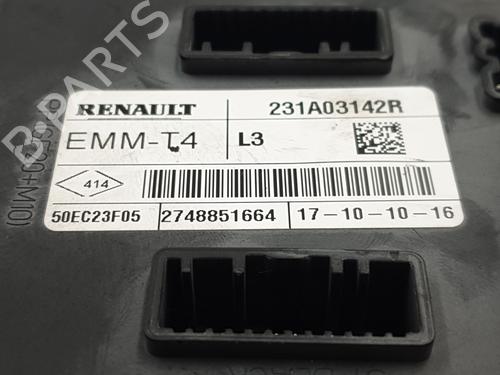 RENAULT 231A03142R
EMM-T4 L3
414
50EC23F05 2748851664 17-10-10-16
B-PARTS